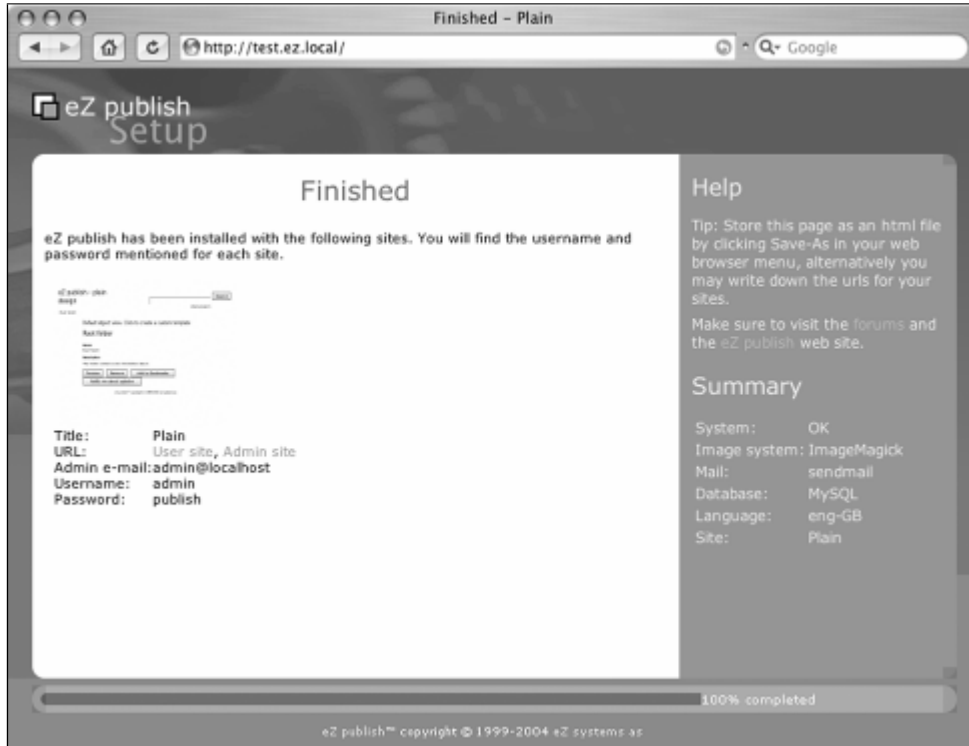 Finished – Plain
http://test.ez.local/
Google
eZ publish
Setup
Finished
eZ publish has been installed with the following sites. You will find the username and
password mentioned for each site.
eZ publish - plain
design
Title: Plain
URL: User site, Admin site
Admin e-mail:admin@localhost
Username: admin
Password: publish
Help
Tip: Store this page as an html file
by clicking Save-As in your web
browser menu, alternatively you
may write down the urls for your
sites.
Make sure to visit the forums and
the eZ publish web site.
Summary
System: OK
Image system: ImageMagick
Mail: sendmail
Database: MySQL
Language: eng-GB
Site: Plain
100% completed
eZ publish™ copyright © 1999-2004 eZ systems as